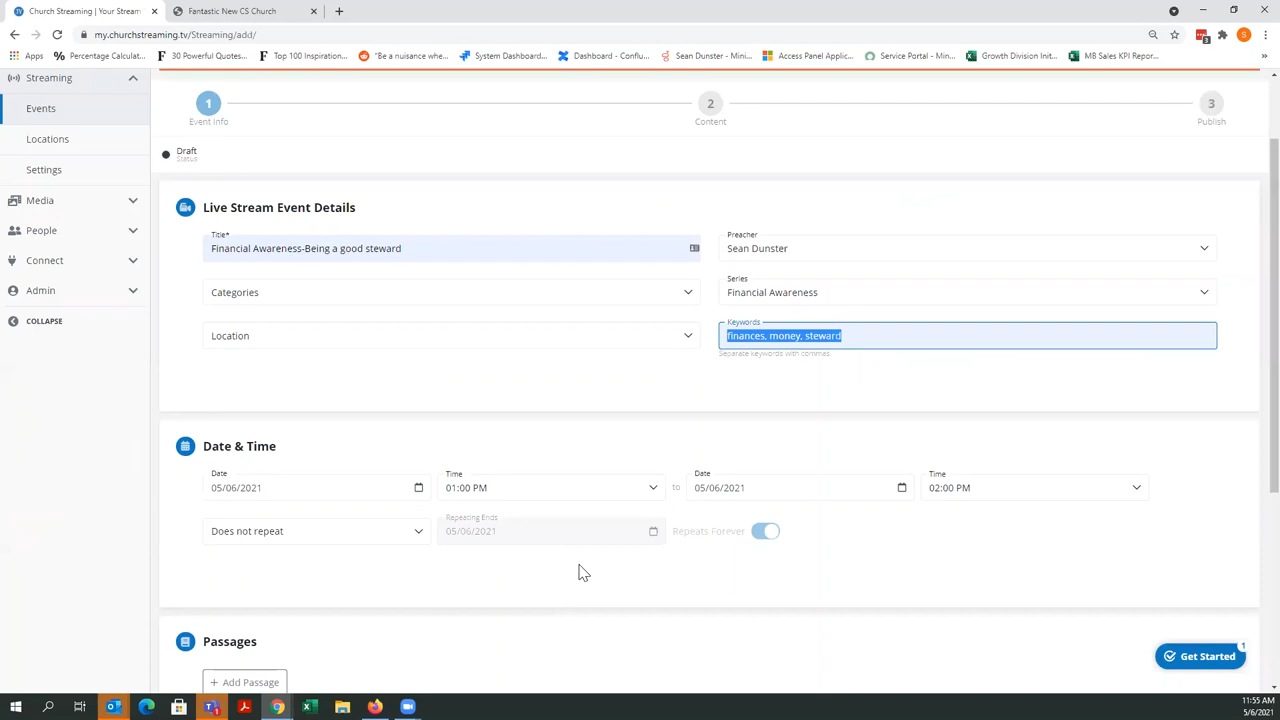 Church Streaming | Your Stream
Fantastic New CS Church
my.churchstreaming.tv/Streaming/add/
3
S
Apps
Percentage Calculat...
30 Powerful Quotes...
Top 100 Inspiration...
"Be a nuisance whe...
System Dashboard...
Dashboard - Conflu...
Sean Dunster - Mini...
Access Panel Applic...
Service Portal - Min...
Growth Division Init...
MB Sales KPI Repor...
»
Streaming
Events
Locations
Settings
Media
People
Connect
Admin
COLLAPSE
1
Event Info
2
Content
3
Publish
Draft
Status
Live Stream Event Details
Title*
Financial Awareness-Being a good steward
Preacher
Sean Dunster
Categories
Series
Financial Awareness
Location
Keywords
finances, money, steward
Separate keywords with commas.
Date & Time
Date
05/06/2021
Time
01:00 PM
to
Date
05/06/2021
Time
02:00 PM
Does not repeat
Repeating Ends
05/06/2021
Repeats Forever
Passages
+ Add Passage
Get Started
1
11:55 AM
5/6/2021